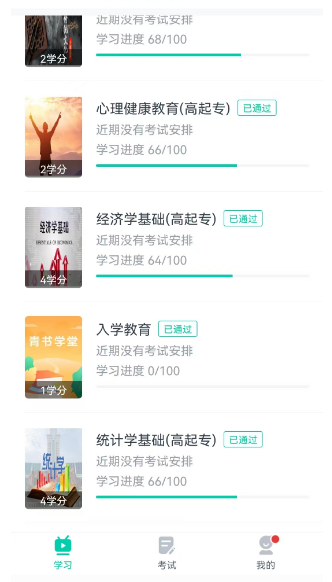 近期没有考试安排
学习进度 68/100
2学分
心理健康教育(高起专) 已通过
近期没有考试安排
学习进度 66/100
2学分
经济学基础(高起专) 已通过
经济学基础
近期没有考试安排
学习进度 64/100
4学分
入学教育 已通过
青书学堂
近期没有考试安排
学习进度 0/100
1学分
统计学基础(高起专) 已通过
统计学
近期没有考试安排
学习进度 66/100
4学分
学习 考试 我的